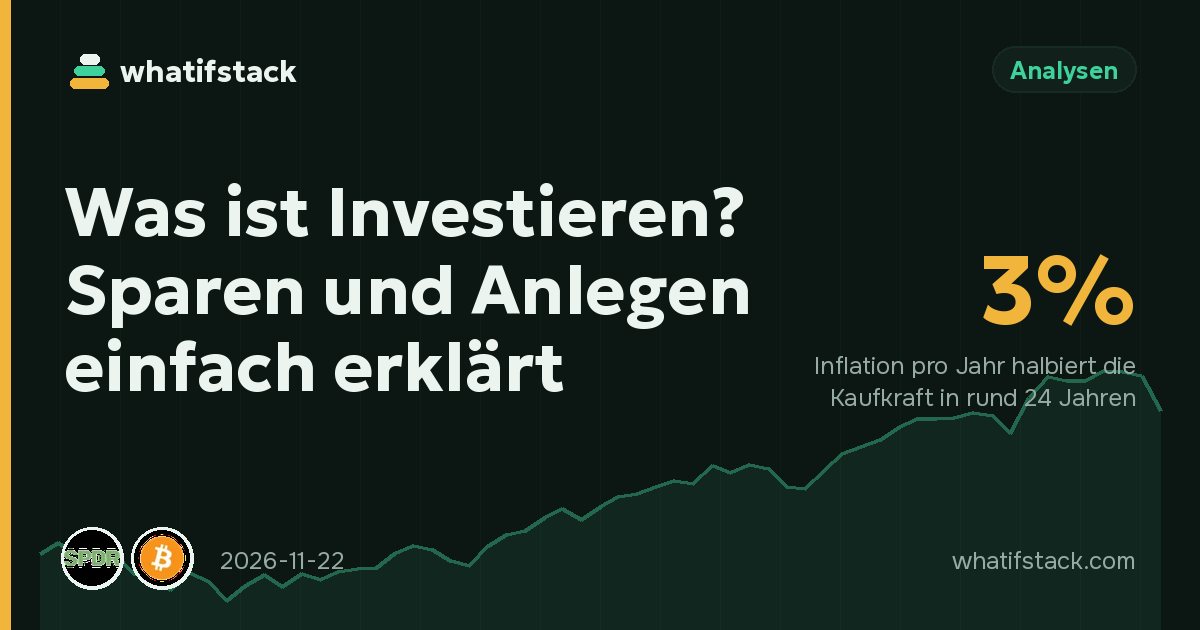 whatifstack
Analysen
Was ist Investieren?
Sparen und Anlegen
einfach erklärt
3%
Inflation pro Jahr halbiert die
Kaufkraft in rund 24 Jahren
SPDR
2026-11-22
whatifstack.com